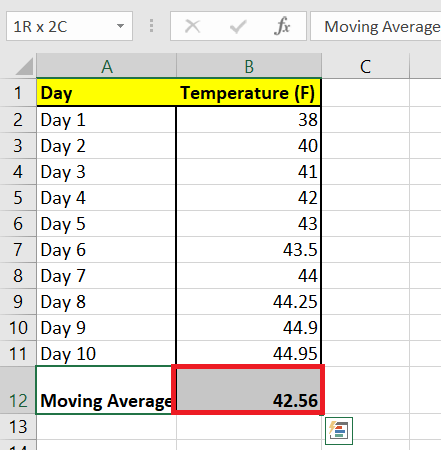 1R x 2C fx Moving Average
A B C
1 Day Temperature (F)
2 Day 1 38
3 Day 2 40
4 Day 3 41
5 Day 4 42
6 Day 5 43
7 Day 6 43.5
8 Day 7 44
9 Day 8 44.25
10 Day 9 44.9
11 Day 10 44.95
12 Moving Average 42.56
13
14